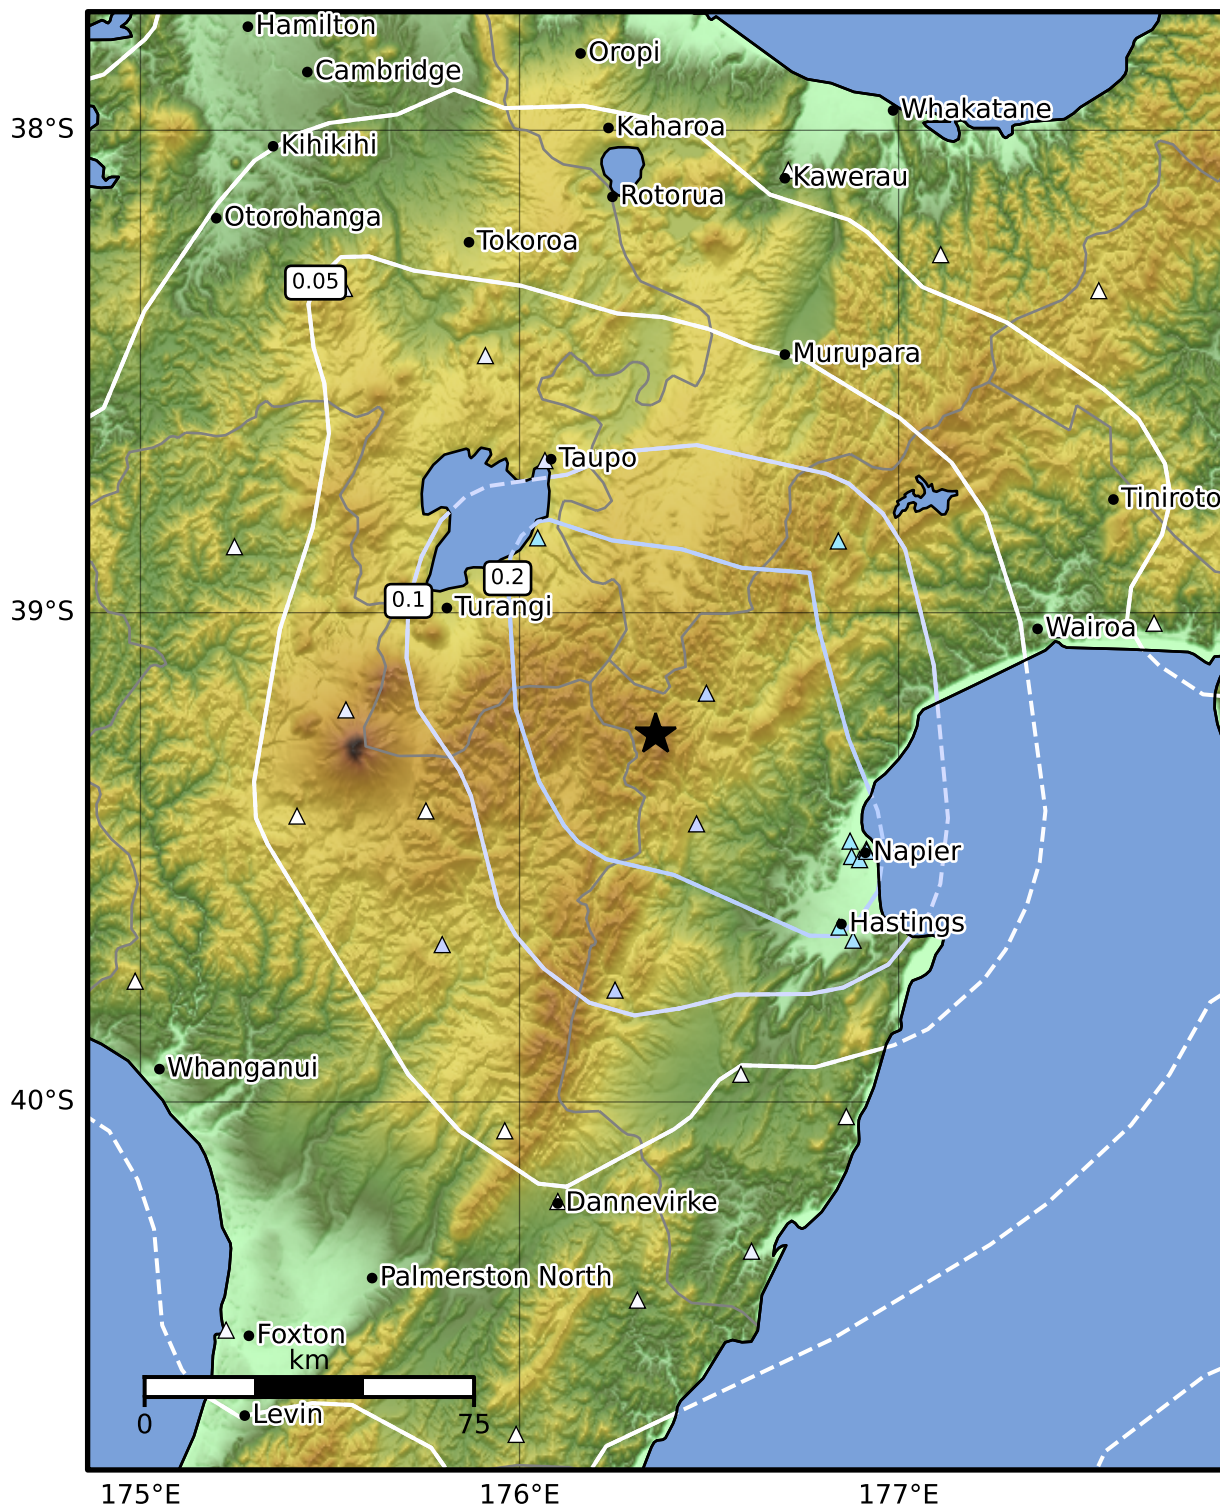 Hamilton
Oropi
Cambridge
Whakatane
38°S
Kaharoa
Kihikihi
Kawerau
Rotorua
Otorohanga
Tokoroa
0.05
Murupara
Taupo
Tiniroto
0.2
0.1
Turangi
39°S
Wairoa
Napier
Hastings
Whanganui
40°S
Dannevirke
Palmerston North
Foxton
km
Levin
0 75
175°E 176°E 177°E